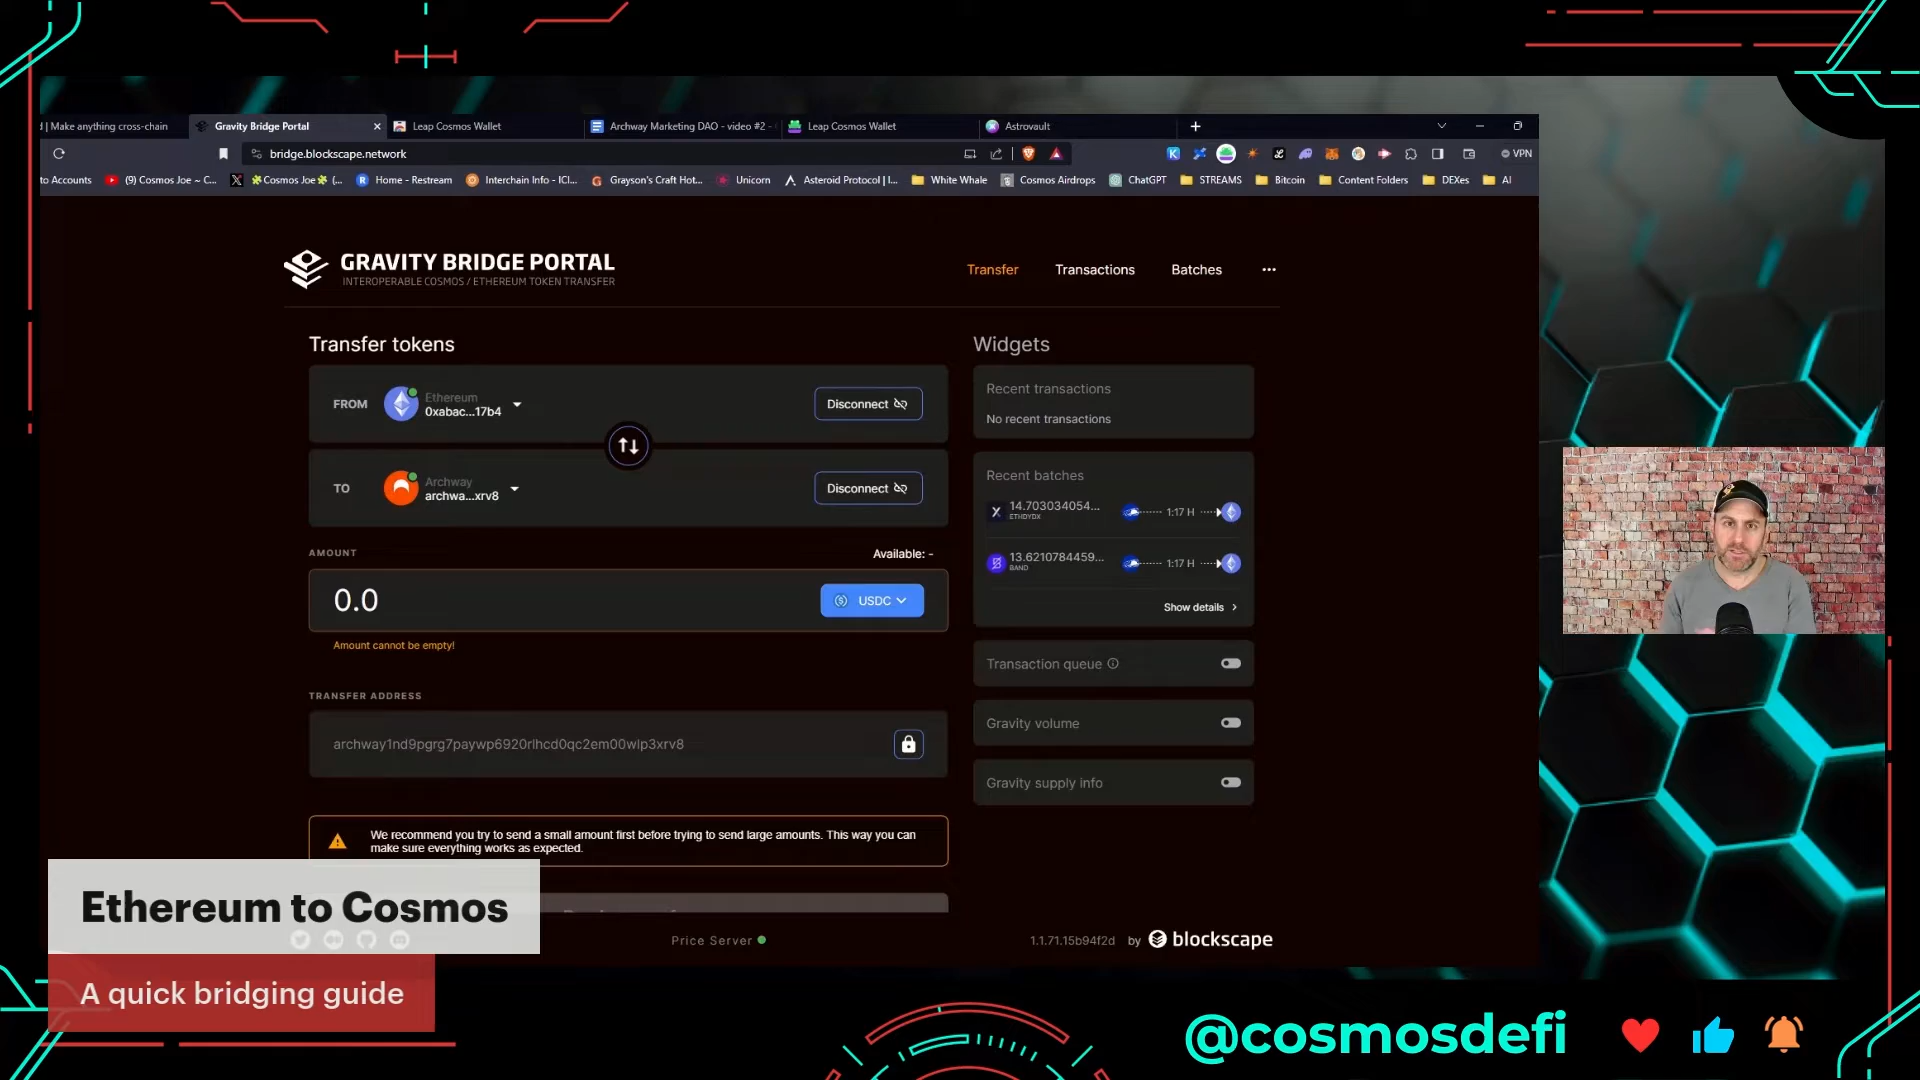 d | Make anything cross-chain
Gravity Bridge Portal
Leap Cosmos Wallet
Archway Marketing DAO - video #2 -
Leap Cosmos Wallet
Astrovault
bridge.blockscape.network
VPN
to Accounts
(9) Cosmos Joe ~ C...
Cosmos Joe (...
Home - Restream
Interchain Info - ICI...
Grayson's Craft Hot...
Unicorn
Asteroid Protocol | I...
White Whale
Cosmos Airdrops
ChatGPT
STREAMS
Bitcoin
Content Folders
DEXes
AI
GRAVITY BRIDGE PORTAL
INTEROPERABLE COSMOS / ETHEREUM TOKEN TRANSFER
Transfer
Transactions
Batches
Transfer tokens
FROM
Ethereum
0xabac...17b4
Disconnect
TO
Archway
archwa...xrv8
Disconnect
AMOUNT
Available: -
0.0
USDC
Amount cannot be empty!
TRANSFER ADDRESS
archway1nd9pgrg7paywp6920rlhcd0qc2em00wlp3xrv8
We recommend you try to send a small amount first before trying to send large amounts. This way you can
make sure everything works as expected.
Widgets
Recent transactions
No recent transactions
Recent batches
14.703034054...
ETHDYDX
1:17 H
13.6210784459...
BAND
1:17 H
Show details
Transaction queue
Gravity volume
Gravity supply info
Price Server
1.1.71.15b94f2d
by
blockscape
Ethereum to Cosmos
A quick bridging guide
@cosmosdefi